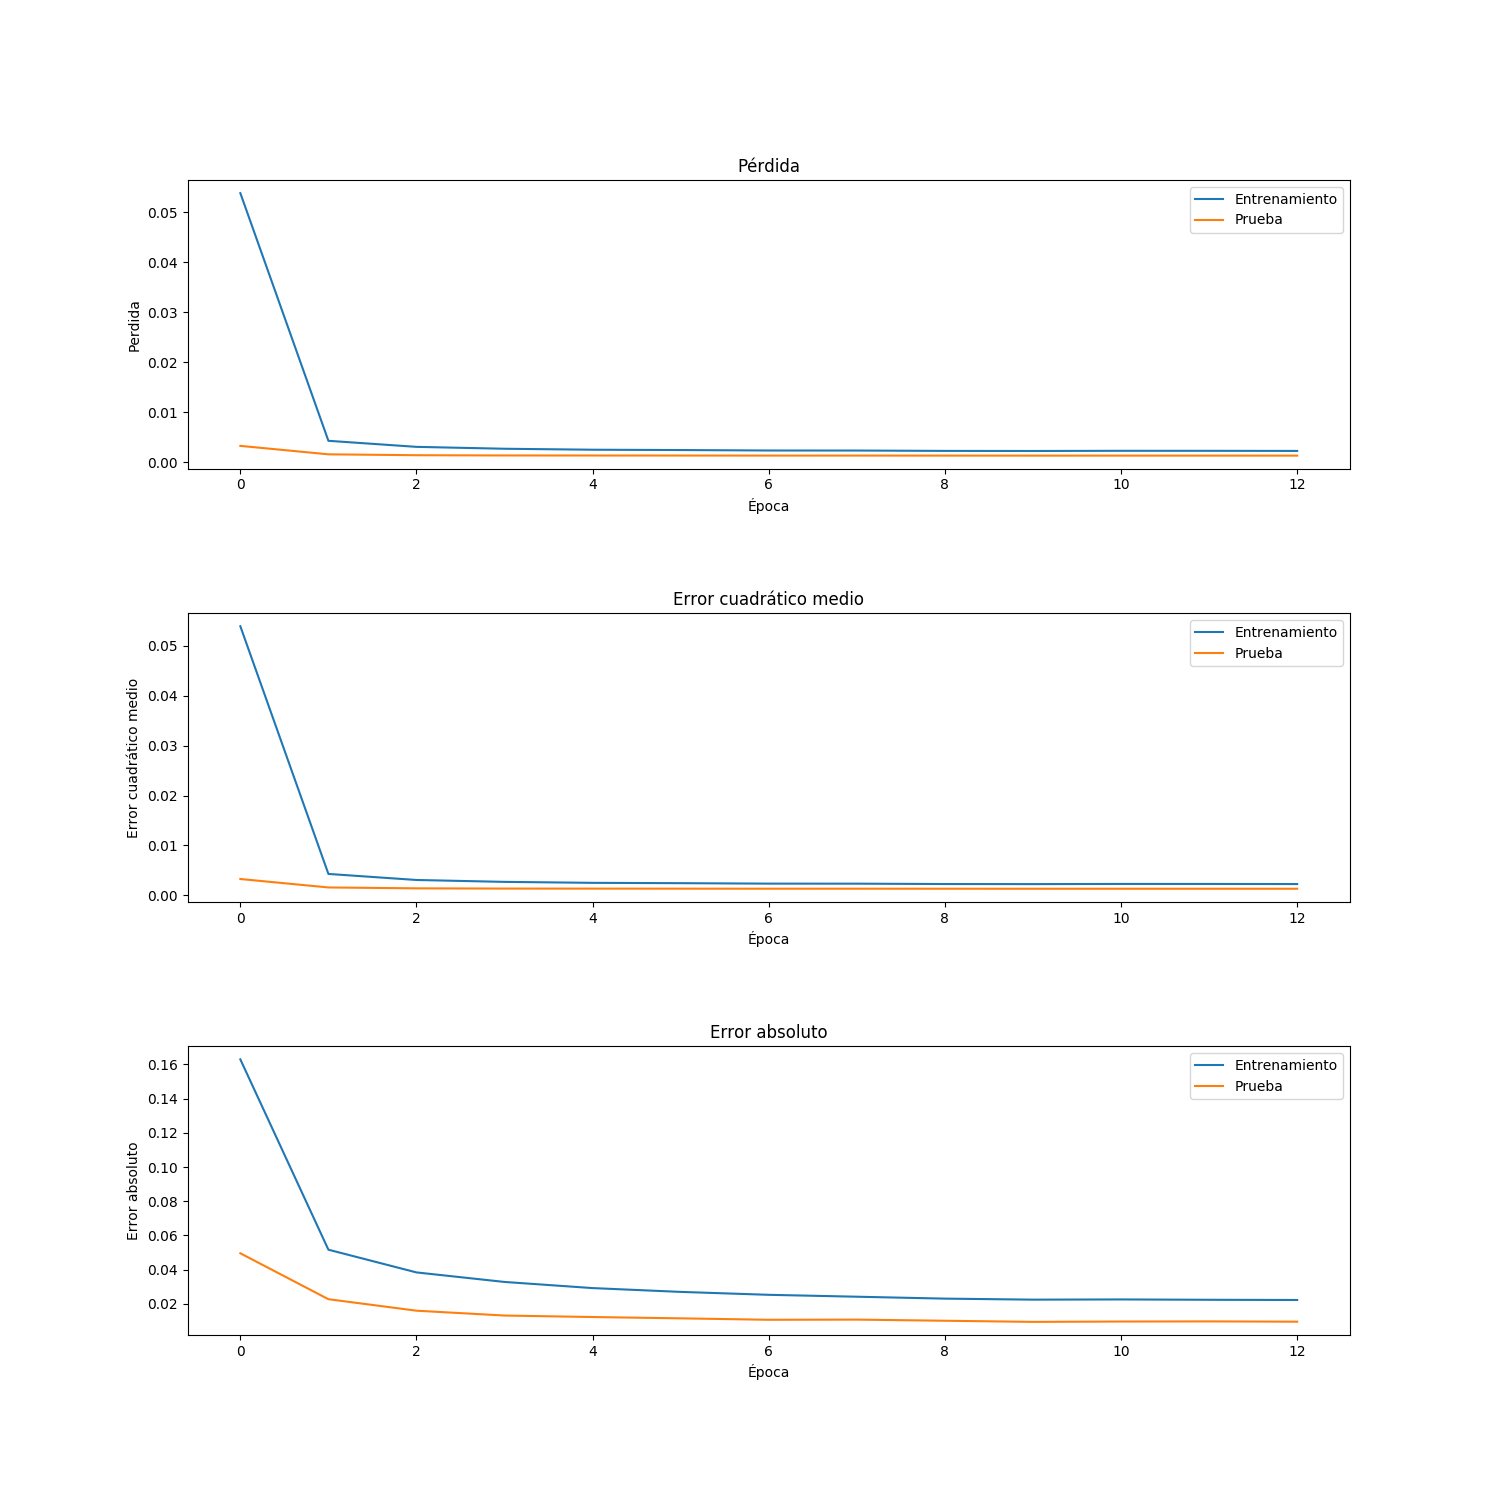 Pérdida
Entrenamiento
Prueba
0.05
0.04
0.03
0.02
0.01
0.00
Perdida
0 2 4 6 8 10 12
Época
Error cuadrático medio
Entrenamiento
Prueba
0.05
0.04
0.03
0.02
0.01
0.00
Error cuadrático medio
0 2 4 6 8 10 12
Época
Error absoluto
Entrenamiento
Prueba
0.16
0.14
0.12
0.10
0.08
0.06
0.04
0.02
Error absoluto
0 2 4 6 8 10 12
Época